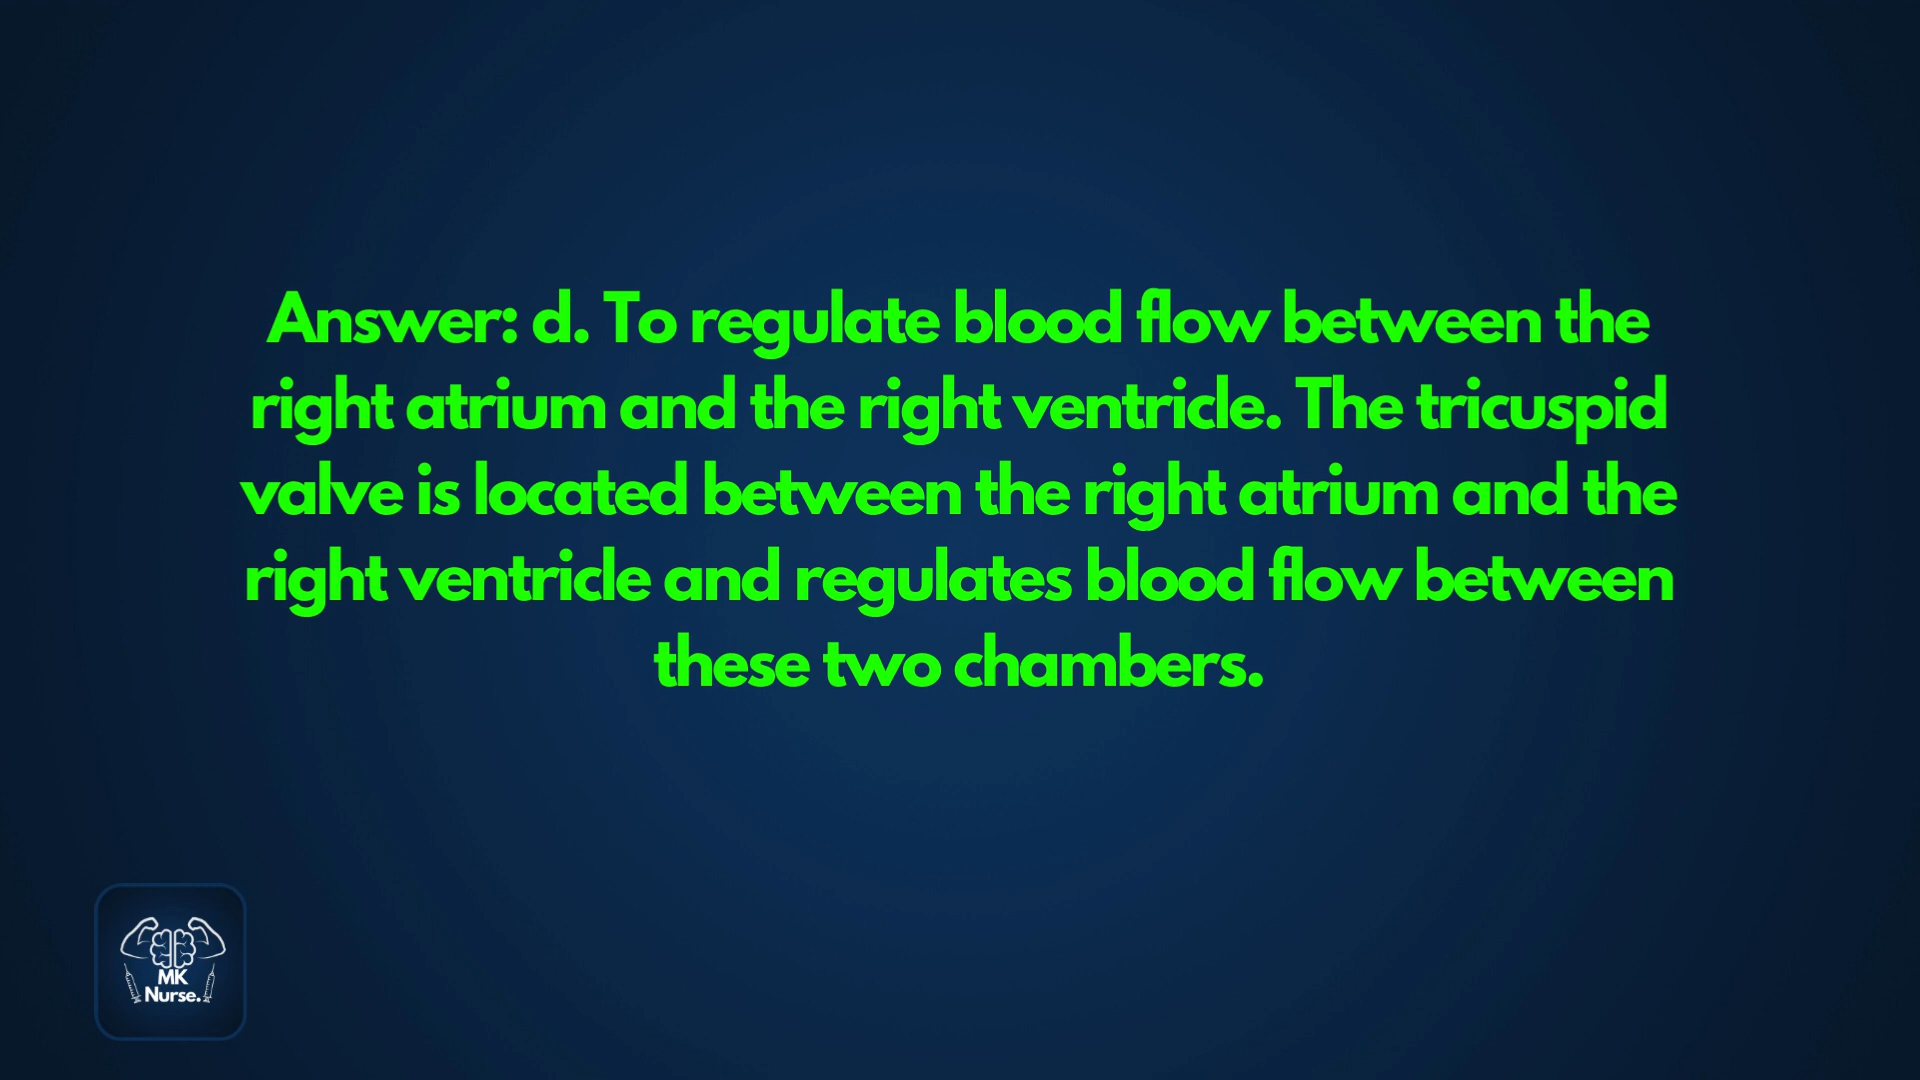 Answer: d. To regulate blood flow between the
right atrium and the right ventricle. The tricuspid
valve is located between the right atrium and the
right ventricle and regulates blood flow between
these two chambers.
MK
Nurse.